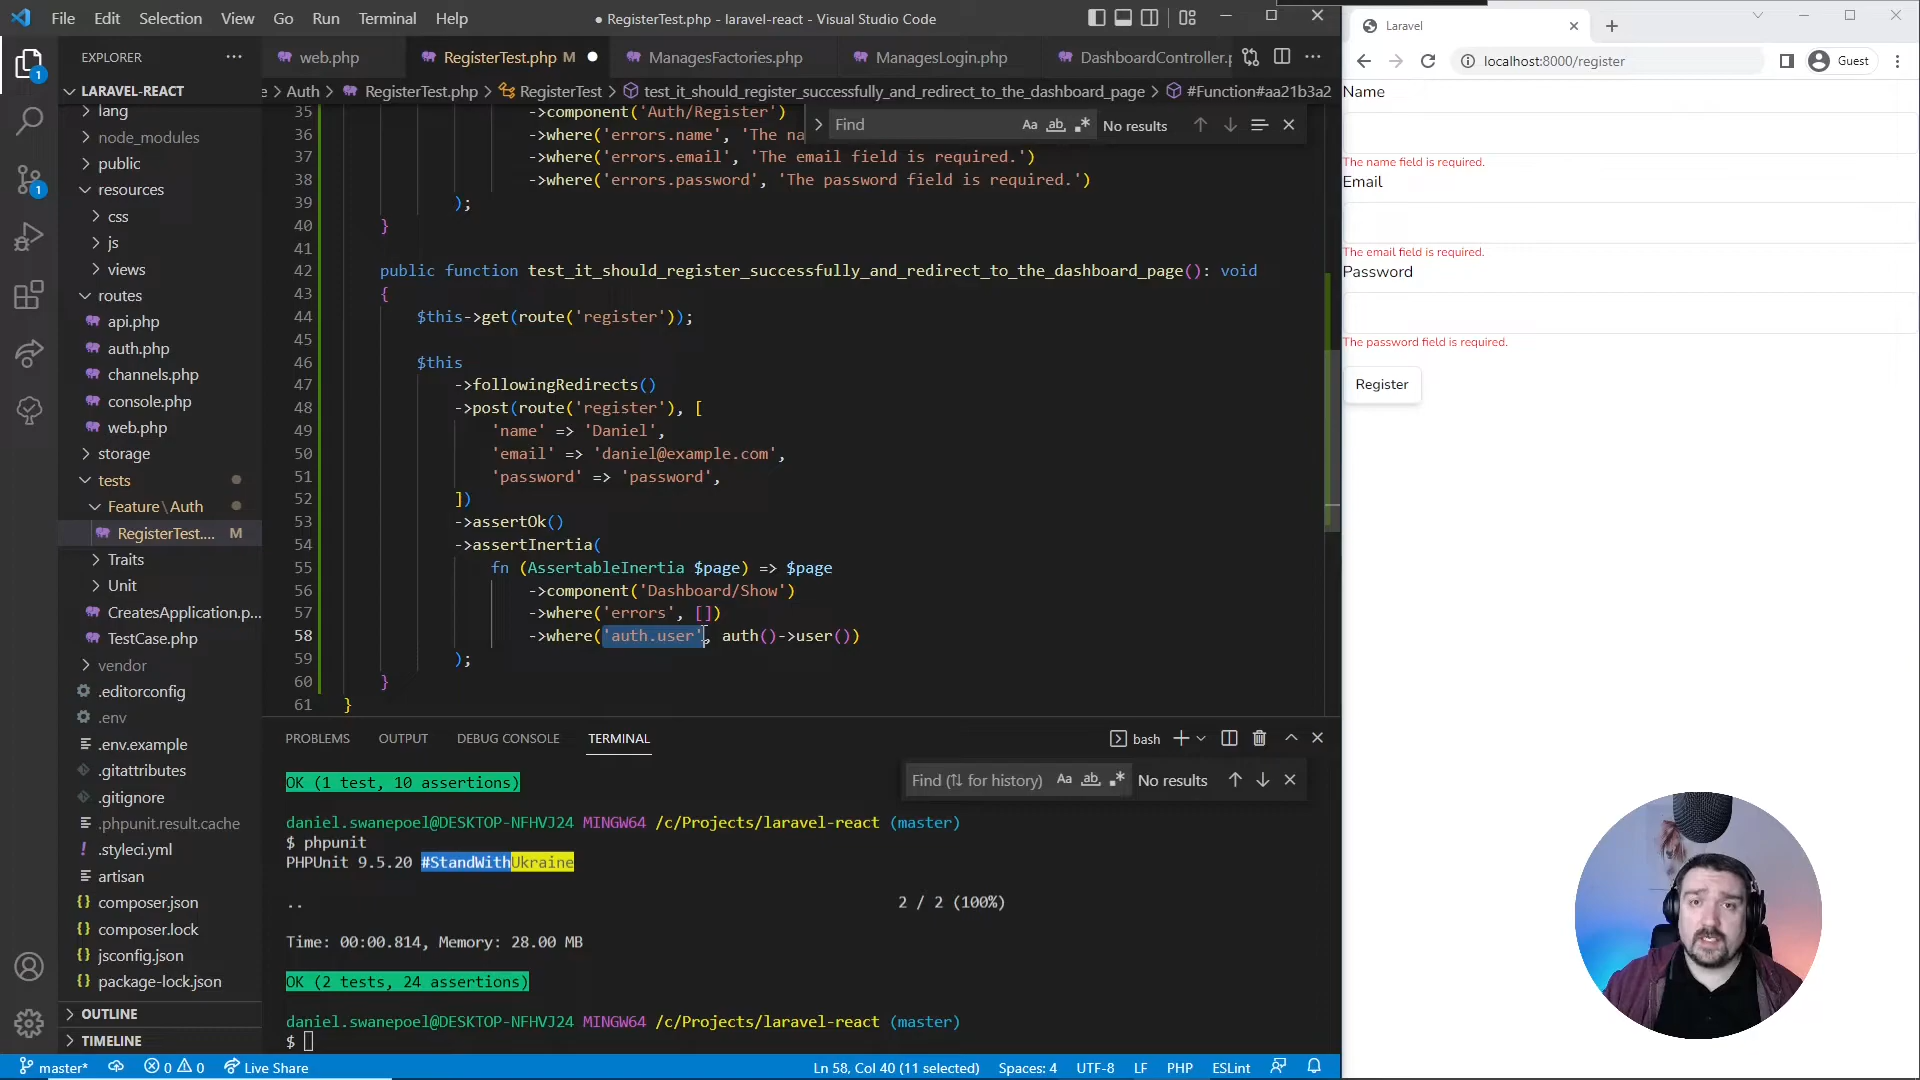 File Edit Selection View Go Run Terminal Help
● RegisterTest.php - laravel-react - Visual Studio Code
EXPLORER
LARAVEL-REACT
lang
node_modules
public
resources
css
js
views
routes
api.php
auth.php
channels.php
console.php
web.php
storage
tests
Feature\Auth
RegisterTest.... M
Traits
Unit
CreatesApplication.p...
TestCase.php
vendor
.editorconfig
.env
.env.example
.gitattributes
.gitignore
.phpunit.result.cache
.styleci.yml
artisan
composer.json
composer.lock
jsconfig.json
package-lock.json
OUTLINE
TIMELINE
1
1
web.php RegisterTest.php M ManagesFactories.php ManagesLogin.php DashboardController.p
e > Auth > RegisterTest.php > RegisterTest > test_it_should_register_successfully_and_redirect_to_the_dashboard_page > #Function#aa21b3a2
Find Aa ab No results
35 ->component('Auth/Register')
36 ->where('errors.name', 'The na
37 ->where('errors.email', 'The email field is required.')
38 ->where('errors.password', 'The password field is required.')
39 );
40 }
41
42 public function test_it_should_register_successfully_and_redirect_to_the_dashboard_page(): void
43 {
44 $this->get(route('register'));
45
46 $this
47 ->followingRedirects()
48 ->post(route('register'), [
49 'name' => 'Daniel',
50 'email' => 'daniel@example.com',
51 'password' => 'password',
52 ])
53 ->assertOk()
54 ->assertInertia(
55 fn (AssertableInertia $page) => $page
56 ->component('Dashboard/Show')
57 ->where('errors', [])
58 ->where('auth.user', auth()->user())
59 );
60 }
61 }
PROBLEMS OUTPUT DEBUG CONSOLE TERMINAL bash
Find (⇅ for history) Aa ab No results
OK (1 test, 10 assertions)
daniel.swanepoel@DESKTOP-NFHVJ24 MINGW64 /c/Projects/laravel-react (master)
$ phpunit
PHPUnit 9.5.20 #StandWithUkraine
.. 2 / 2 (100%)
Time: 00:00.814, Memory: 28.00 MB
OK (2 tests, 24 assertions)
daniel.swanepoel@DESKTOP-NFHVJ24 MINGW64 /c/Projects/laravel-react (master)
$
master* 0 0 Live Share Ln 58, Col 40 (11 selected) Spaces: 4 UTF-8 LF PHP ESLint
Laravel
localhost:8000/register Guest
Name
The name field is required.
Email
The email field is required.
Password
The password field is required.
Register